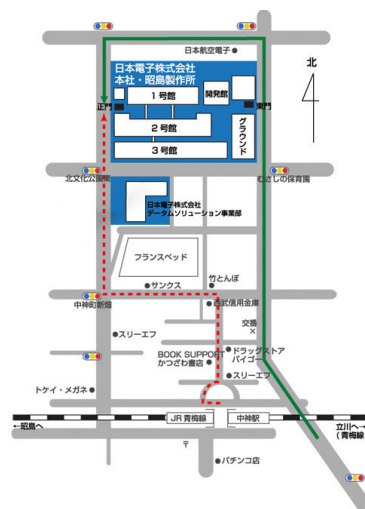 日本航空電子
北
日本電子株式会社
本社・昭島製作所
1号館
開発館
正門
東門
2号館
グラウンド
3号館
北文化公園東
むさしの保育園
日本電子株式会社
データムソリューション事業部
フランスベッド
サンクス
竹とんぼ
西武信用金庫
中神町新畑
交番
スリーエフ
ドラッグストア
バイゴー
BOOK SUPPORT
かつざわ書店
スリーエフ
トケイ・メガネ
JR 青梅線
中神駅
←昭島へ
立川へ→
(青梅線)
〒
パチンコ店